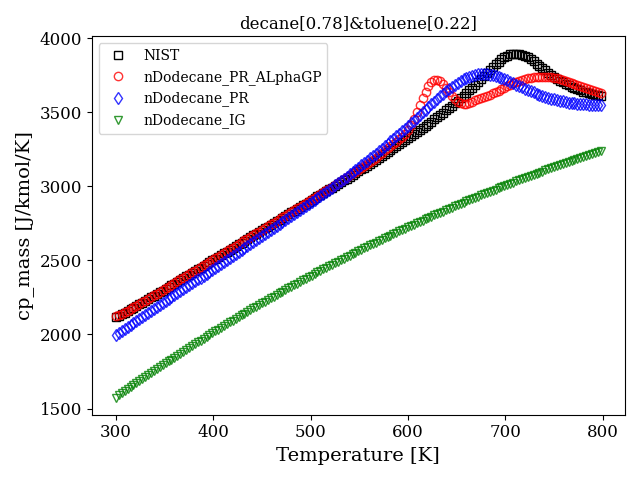 decane[0.78]&toluene[0.22]
NIST
nDodecane_PR_ALphaGP
nDodecane_PR
nDodecane_IG
cp_mass [J/kmol/K]
4000
3500
3000
2500
2000
1500
300 400 500 600 700 800
Temperature [K]